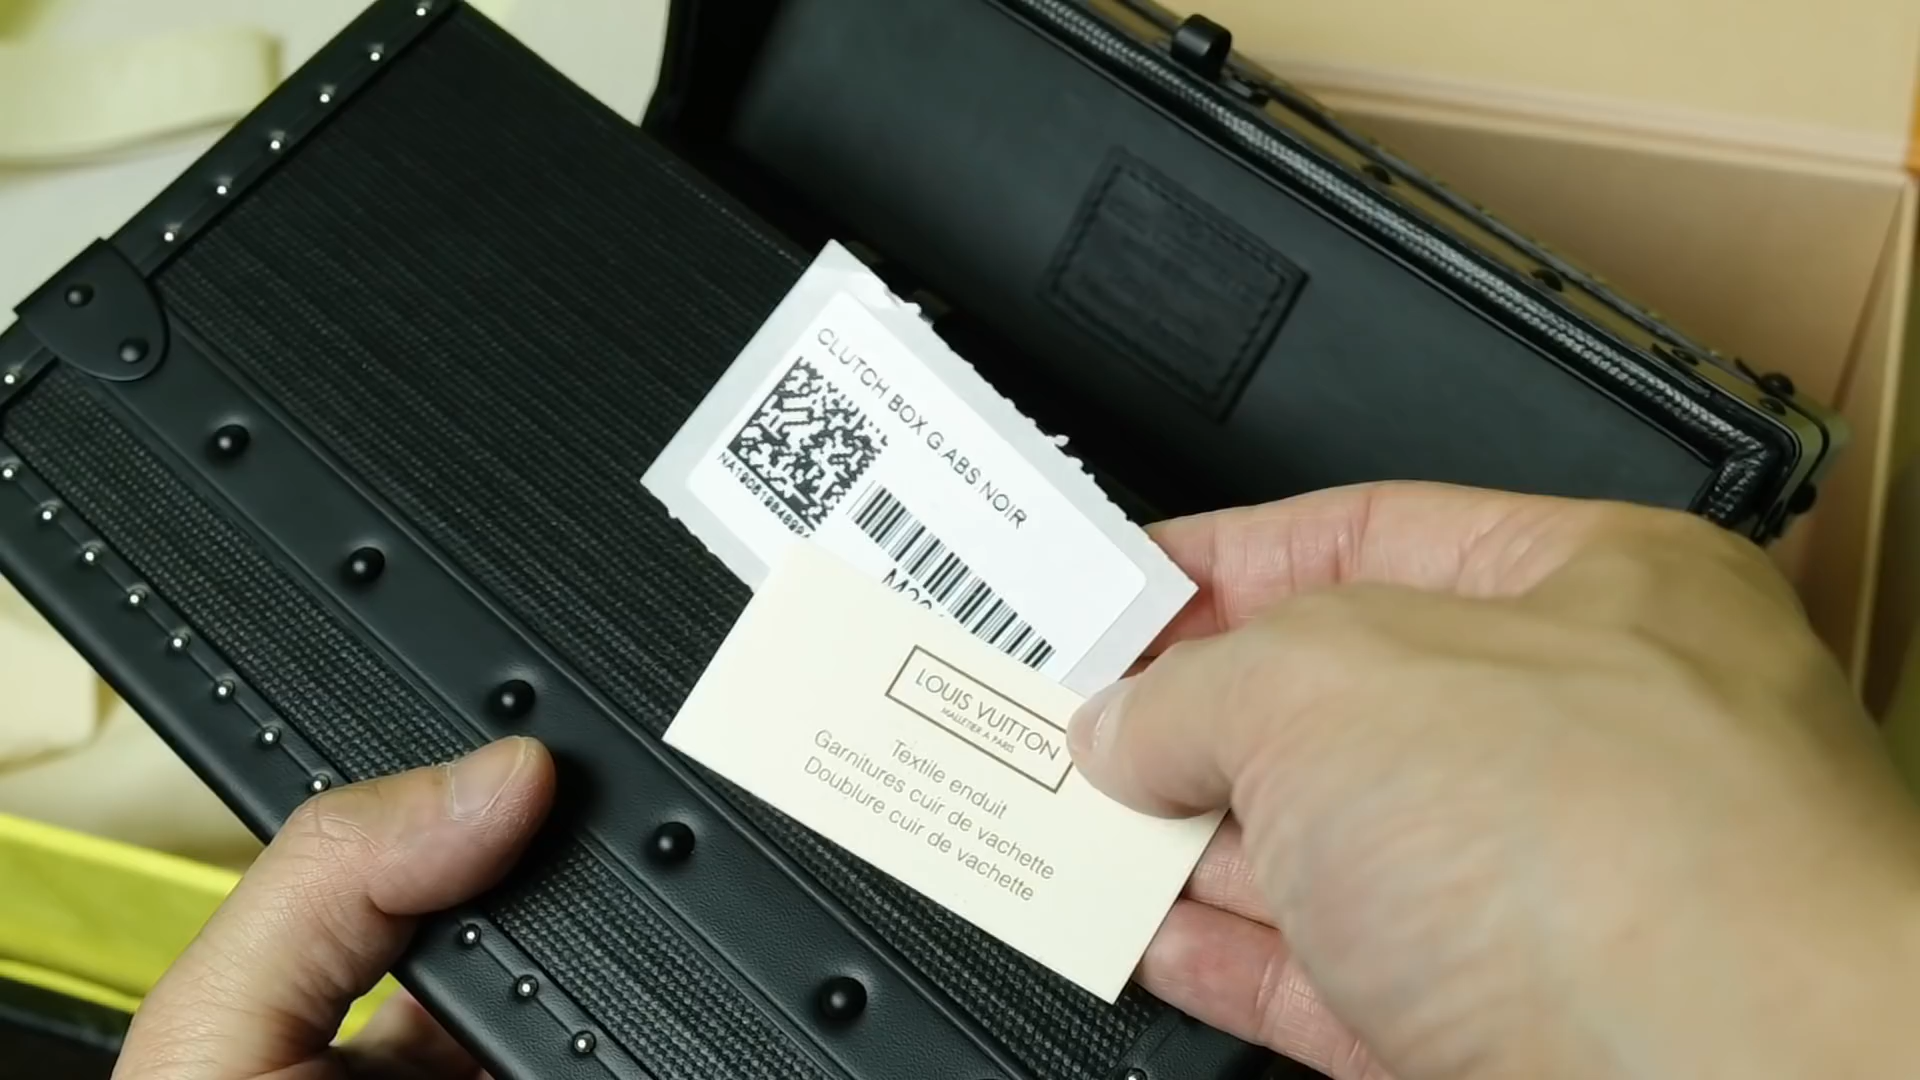 CLUTCH BOX G.ABS NOIR
LOUIS VUITTON
MALLETIER A PARIS
Textile enduit
Garnitures cuir de vachette
Doublure cuir de vachette